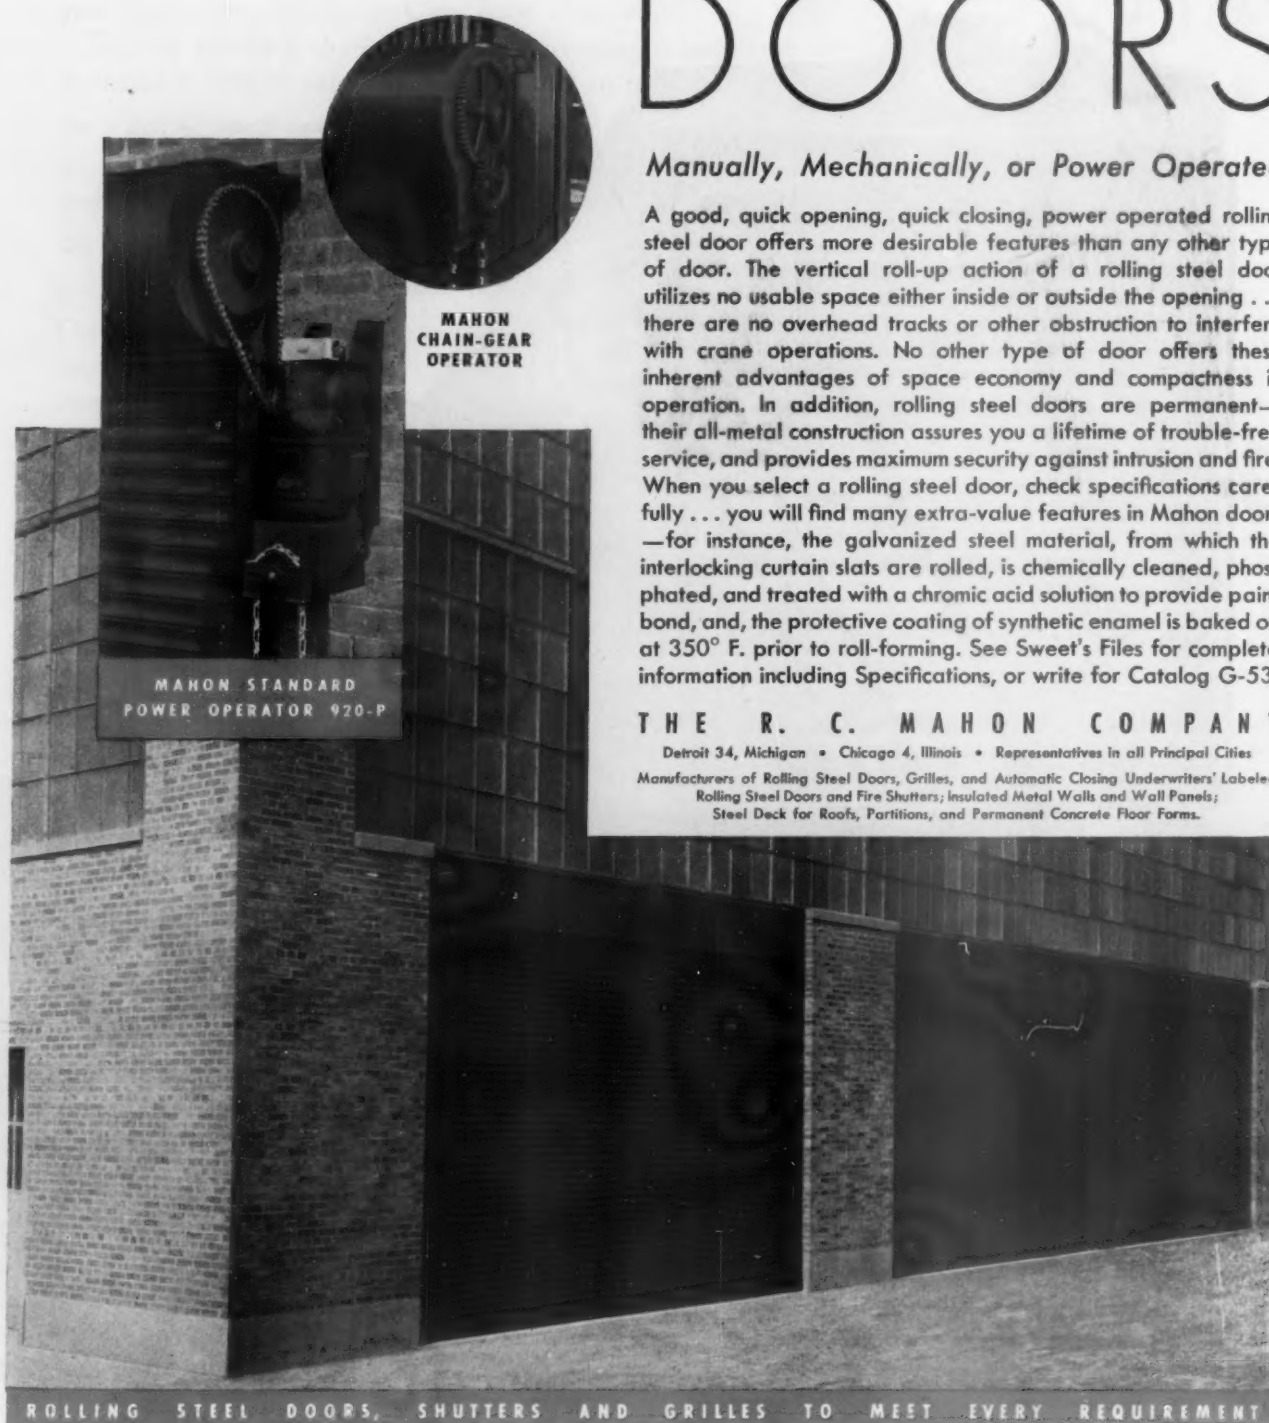 DOORS
Manually, Mechanically, or Power Operate
A good, quick opening, quick closing, power operated rollin
steel door offers more desirable features than any other typ
of door. The vertical roll-up action of a rolling steel doo
utilizes no usable space either inside or outside the opening . .
there are no overhead tracks or other obstruction to interfer
with crane operations. No other type of door offers thes
inherent advantages of space economy and compactness i
operation. In addition, rolling steel doors are permanent—
their all-metal construction assures you a lifetime of trouble-fre
service, and provides maximum security against intrusion and fire
When you select a rolling steel door, check specifications care
fully . . . you will find many extra-value features in Mahon door
—for instance, the galvanized steel material, from which th
interlocking curtain slats are rolled, is chemically cleaned, phos
phated, and treated with a chromic acid solution to provide pain
bond, and, the protective coating of synthetic enamel is baked o
at 350° F. prior to roll-forming. See Sweet's Files for complete
information including Specifications, or write for Catalog G-53
THE R. C. MAHON COMPAN
Detroit 34, Michigan • Chicago 4, Illinois • Representatives in all Principal Cities
Manufacturers of Rolling Steel Doors, Grilles, and Automatic Closing Underwriters' Labele
Rolling Steel Doors and Fire Shutters; Insulated Metal Walls and Wall Panels;
Steel Deck for Roofs, Partitions, and Permanent Concrete Floor Forms.
MAHON
CHAIN-GEAR
OPERATOR
MAHON STANDARD
POWER OPERATOR 920-P
ROLLING STEEL DOORS, SHUTTERS AND GRILLES TO MEET EVERY REQUIREMENT